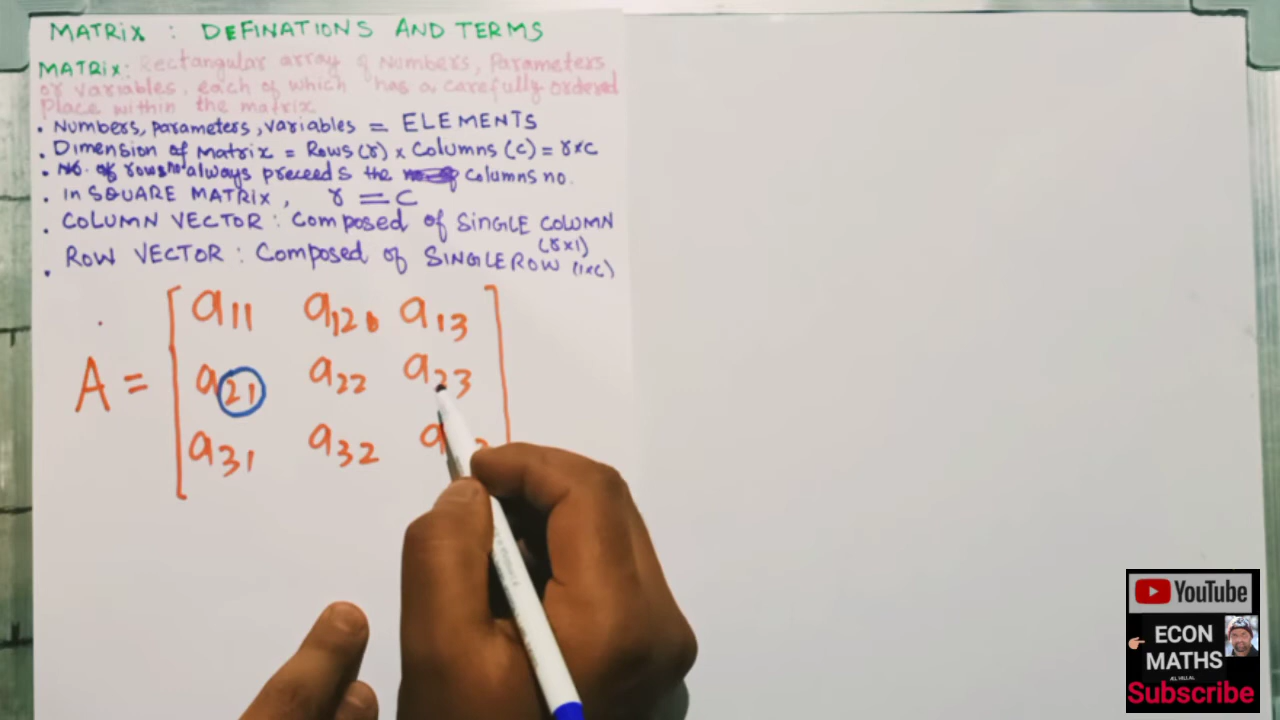 MATRIX : DEFINATIONS AND TERMS
MATRIX: Rectangular array of Numbers, Parameters
or variables, each of which has a carefully ordered
Place within the matrix
• Numbers, parameters, variables = ELEMENTS
• Dimension of Matrix = Rows (r) x Columns (c) = r×c
• No. of rows no always preceeds the columns no.
• In SQUARE MATRIX, r = c
• COLUMN VECTOR : Composed of SINGLE COLUMN
(r×1)
• ROW VECTOR : Composed of SINGLE ROW (1×c)
a11 a12 a13
A = a21 a22 a23
a31 a32 a
YouTube
ECON
MATHS
Subscribe